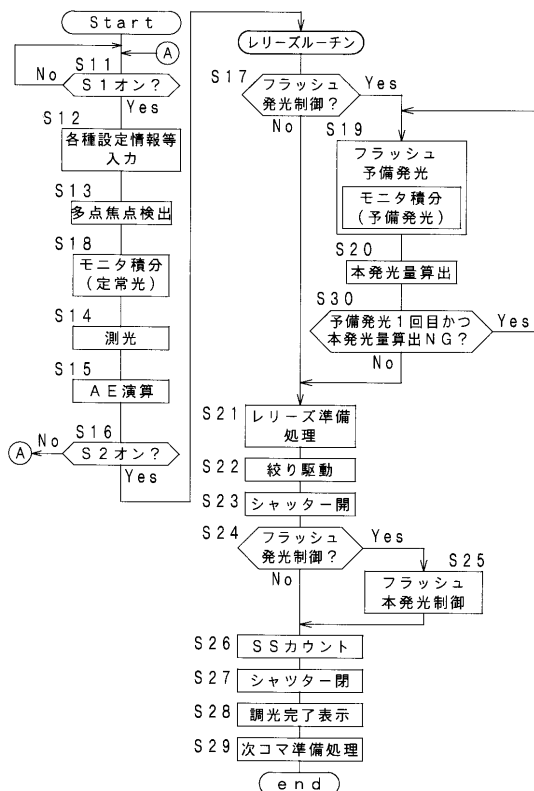 Start
A
S11
S1オン?
No
Yes
S12
各種設定情報等
入力
S13
多点焦点検出
S18
モニタ積分
(定常光)
S14
測光
S15
AE演算
S16
S2オン?
No
A
Yes
レリーズルーチン
S17
フラッシュ
発光制御?
Yes
No
S19
フラッシュ
予備発光
モニタ積分
(予備発光)
S20
本発光量算出
S30
予備発光1回目かつ
本発光量算出NG?
Yes
No
S21
レリーズ準備
処理
S22
絞り駆動
S23
シャッター開
S24
フラッシュ
発光制御?
Yes
No
S25
フラッシュ
本発光制御
S26
SSカウント
S27
シャツター閉
S28
調光完了表示
S29
次コマ準備処理
end